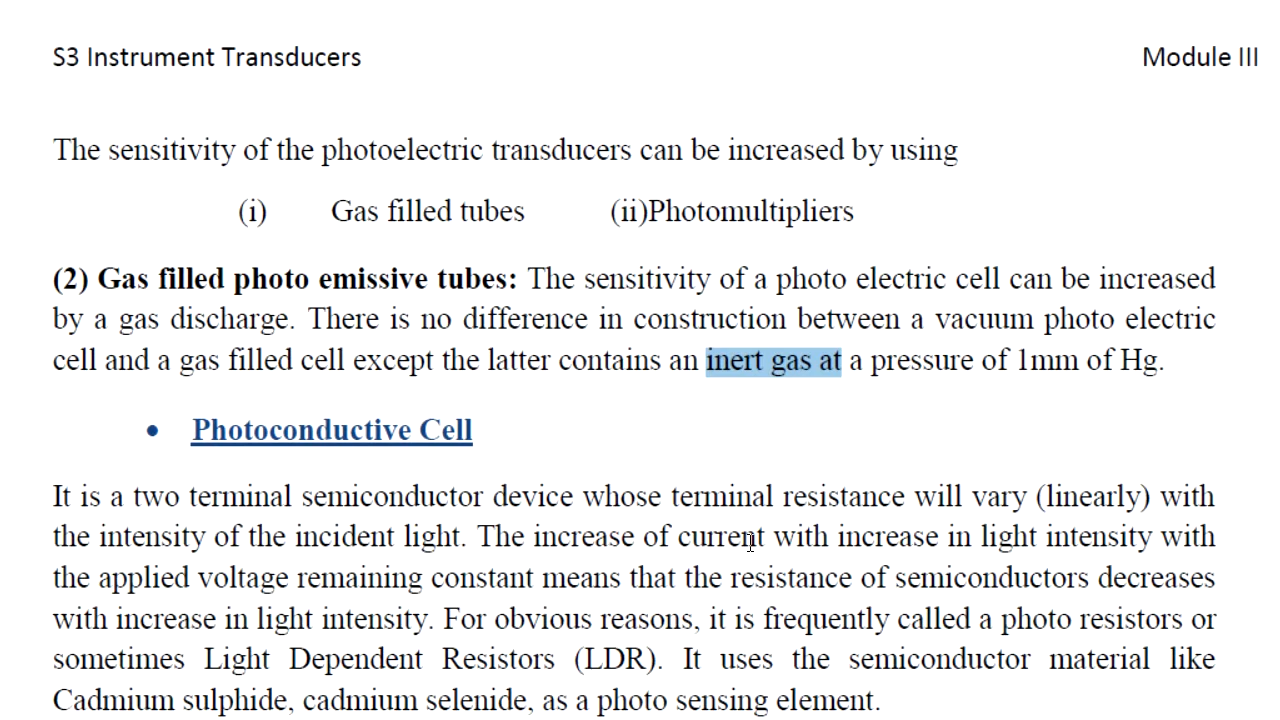 S3 Instrument Transducers Module III
The sensitivity of the photoelectric transducers can be increased by using
(i) Gas filled tubes (ii)Photomultipliers
(2) Gas filled photo emissive tubes: The sensitivity of a photo electric cell can be increased
by a gas discharge. There is no difference in construction between a vacuum photo electric
cell and a gas filled cell except the latter contains an inert gas at a pressure of 1mm of Hg.
• Photoconductive Cell
It is a two terminal semiconductor device whose terminal resistance will vary (linearly) with
the intensity of the incident light. The increase of current with increase in light intensity with
the applied voltage remaining constant means that the resistance of semiconductors decreases
with increase in light intensity. For obvious reasons, it is frequently called a photo resistors or
sometimes Light Dependent Resistors (LDR). It uses the semiconductor material like
Cadmium sulphide, cadmium selenide, as a photo sensing element.